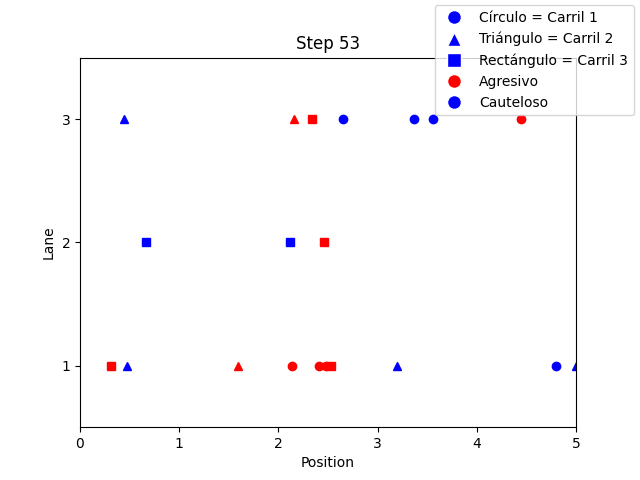 Step 53
Círculo = Carril 1
Triángulo = Carril 2
Rectángulo = Carril 3
Agresivo
Cauteloso
3
2
1
Lane
0 1 2 3 4 5
Position